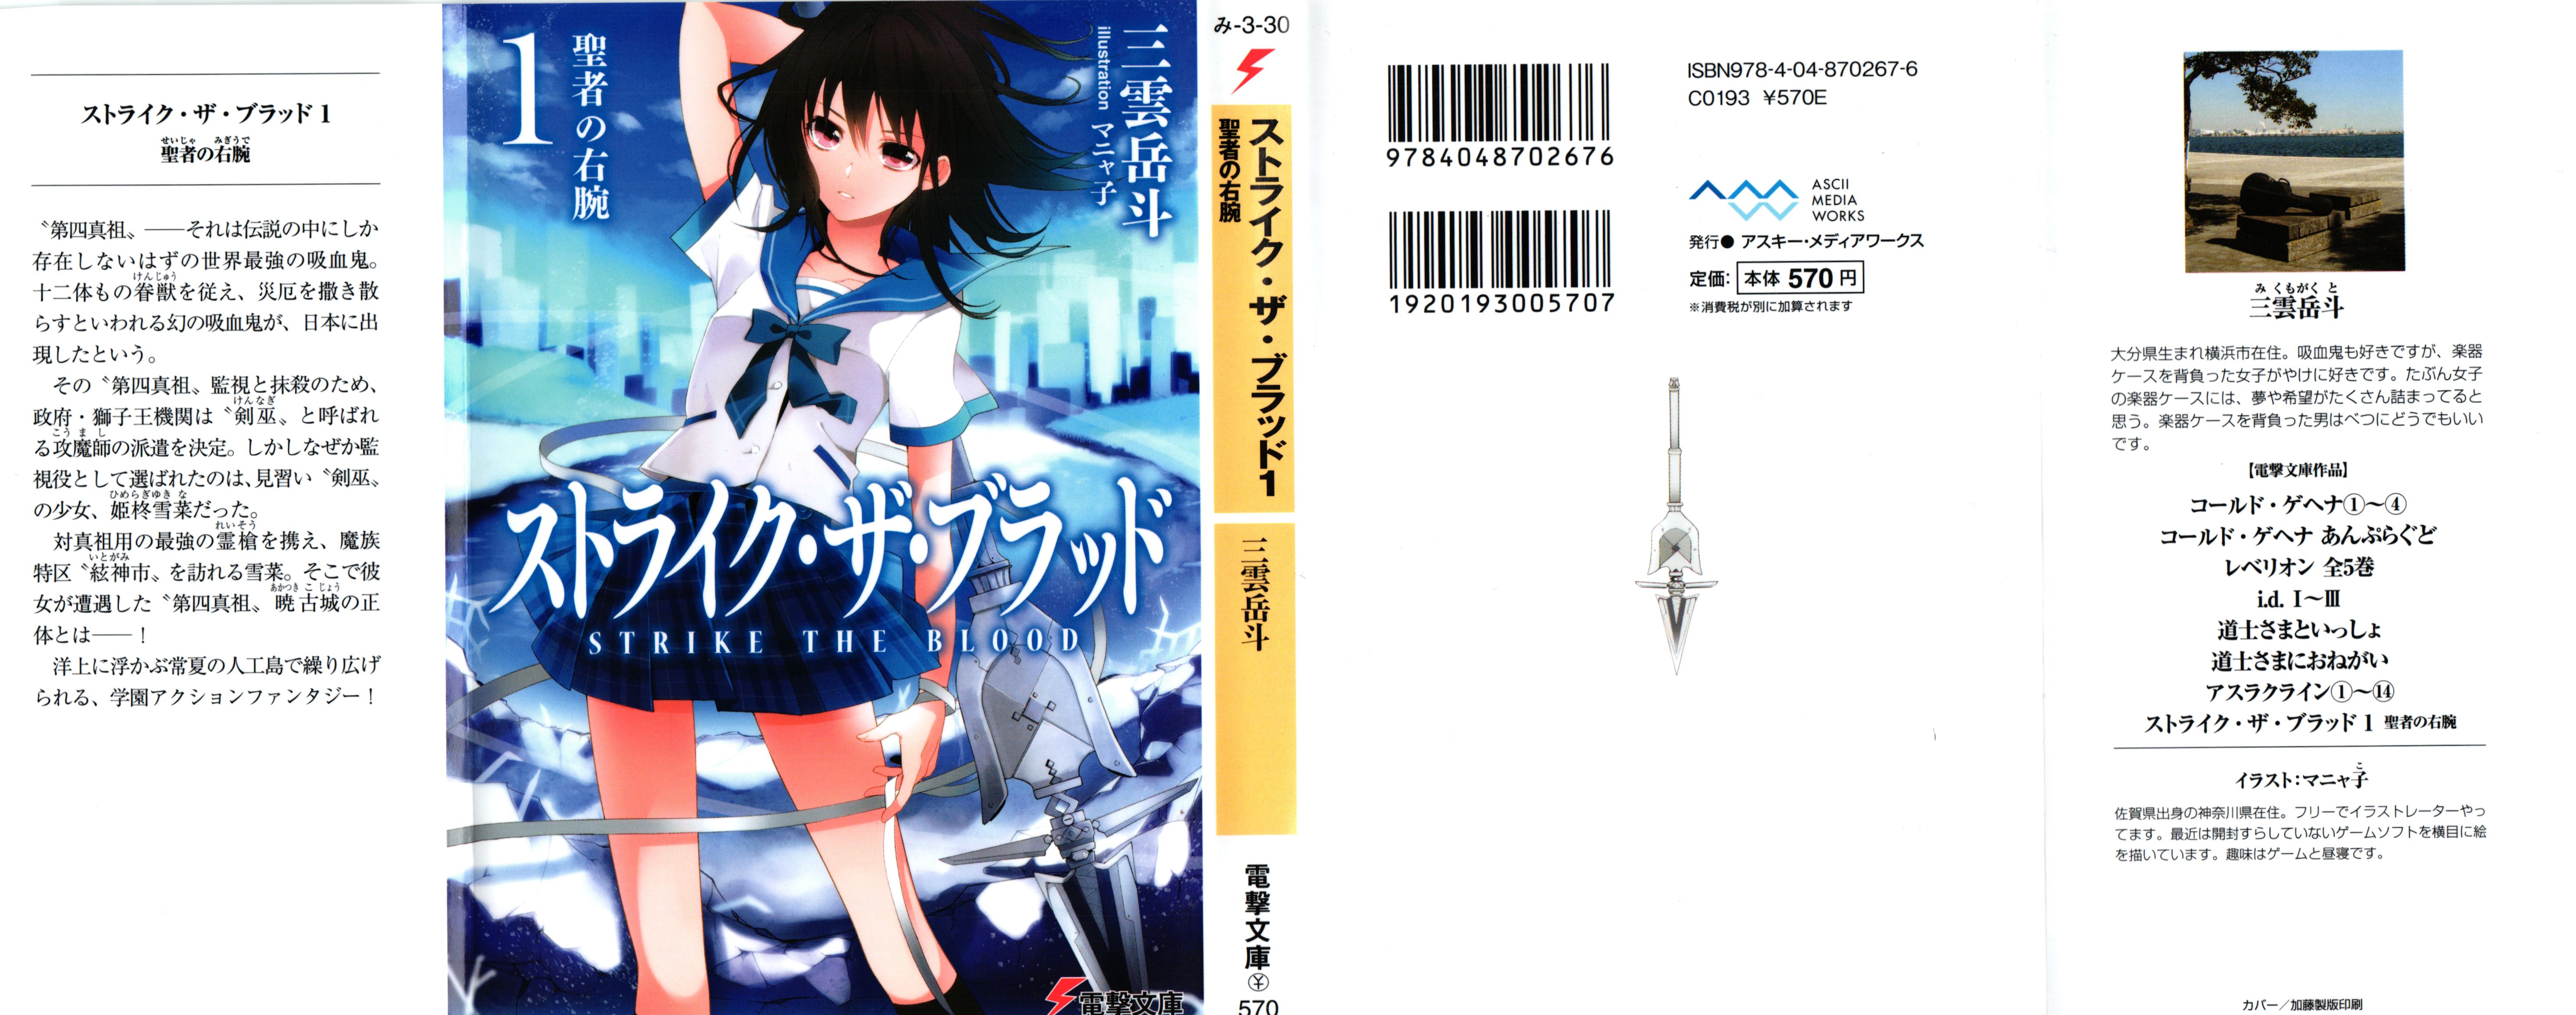 ストライク・ザ・ブラッド 1
せいじゃ みぎうで
聖者の右腕
〝第四真祖〟――それは伝説の中にしか
存在しないはずの世界最強の吸血鬼。
けんじゅう
十二体もの眷獣を従え、災厄を撒き散
らすといわれる幻の吸血鬼が、日本に出
現したという。
その〝第四真祖〟監視と抹殺のため、
けんなぎ
政府・獅子王機関は〝剣巫〟と呼ばれ
こうまし
る攻魔師の派遣を決定。しかしなぜか監
視役として選ばれたのは、見習い〝剣巫〟
ひめらぎゆきな
の少女、姫柊雪菜だった。
れいそう
対真祖用の最強の霊槍を携え、魔族
いとがみ
特区〝絃神市〟を訪れる雪菜。そこで彼
あかつきこじょう
女が遭遇した〝第四真祖〟暁古城の正
体とは――！
洋上に浮かぶ常夏の人工島で繰り広げ
られる、学園アクションファンタジー！
1
聖者の右腕
三雲岳斗
illustration マニャ子
ストライク・ザ・ブラッド
STRIKE THE BLOOD
電撃文庫
み-3-30
ストライク・ザ・ブラッド1
聖者の右腕
三雲岳斗
電撃文庫
¥
570
9784048702676
1920193005707
ISBN978-4-04-870267-6
C0193 ¥570E
ASCII
MEDIA
WORKS
発行●アスキー・メディアワークス
定価：本体570円
※消費税が別に加算されます
みくもがくと
三雲岳斗
大分県生まれ横浜市在住。吸血鬼も好きですが、楽器
ケースを背負った女子がやけに好きです。たぶん女子
の楽器ケースには、夢や希望がたくさん詰まってると
思う。楽器ケースを背負った男はべつにどうでもいい
です。
【電撃文庫作品】
コールド・ゲヘナ①〜④
コールド・ゲヘナ あんぷらぐど
レベリオン 全5巻
i.d. Ⅰ〜Ⅲ
道士さまといっしょ
道士さまにおねがい
アスラクライン①〜⑭
ストライク・ザ・ブラッド 1 聖者の右腕
こ
イラスト：マニャ子
佐賀県出身の神奈川県在住。フリーでイラストレーターやっ
てます。最近は開封すらしていないゲームソフトを横目に絵
を描いています。趣味はゲームと昼寝です。
カバー／加藤製版印刷